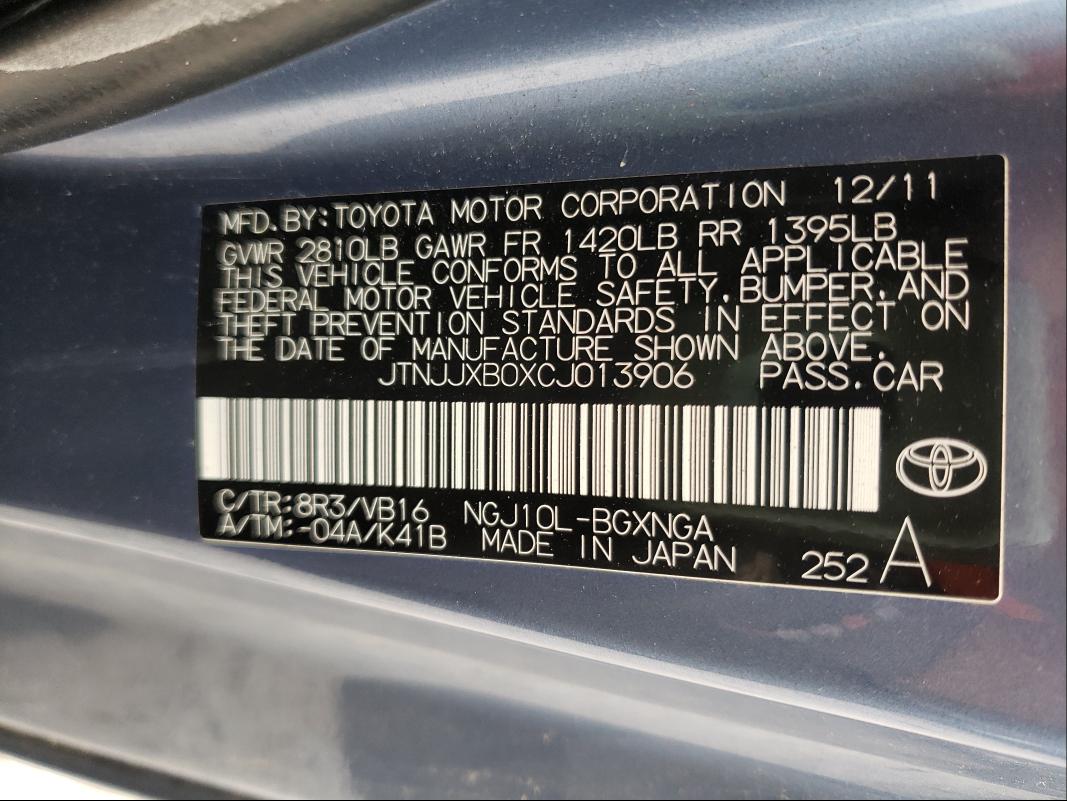 MFD. BY: TOYOTA MOTOR CORPORATION 12/11
GVWR 2810LB GAWR FR 1420LB RR 1395LB
THIS VEHICLE CONFORMS TO ALL APPLICABLE
FEDERAL MOTOR VEHICLE SAFETY, BUMPER, AND
THEFT PREVENTION STANDARDS IN EFFECT ON
THE DATE OF MANUFACTURE SHOWN ABOVE.
JTNJJXB0XCJ013906 PASS. CAR
C/TR: 8R3/VB16 NGJ10L-BGXNGA
A/TM: -04A/K41B MADE IN JAPAN 252 A